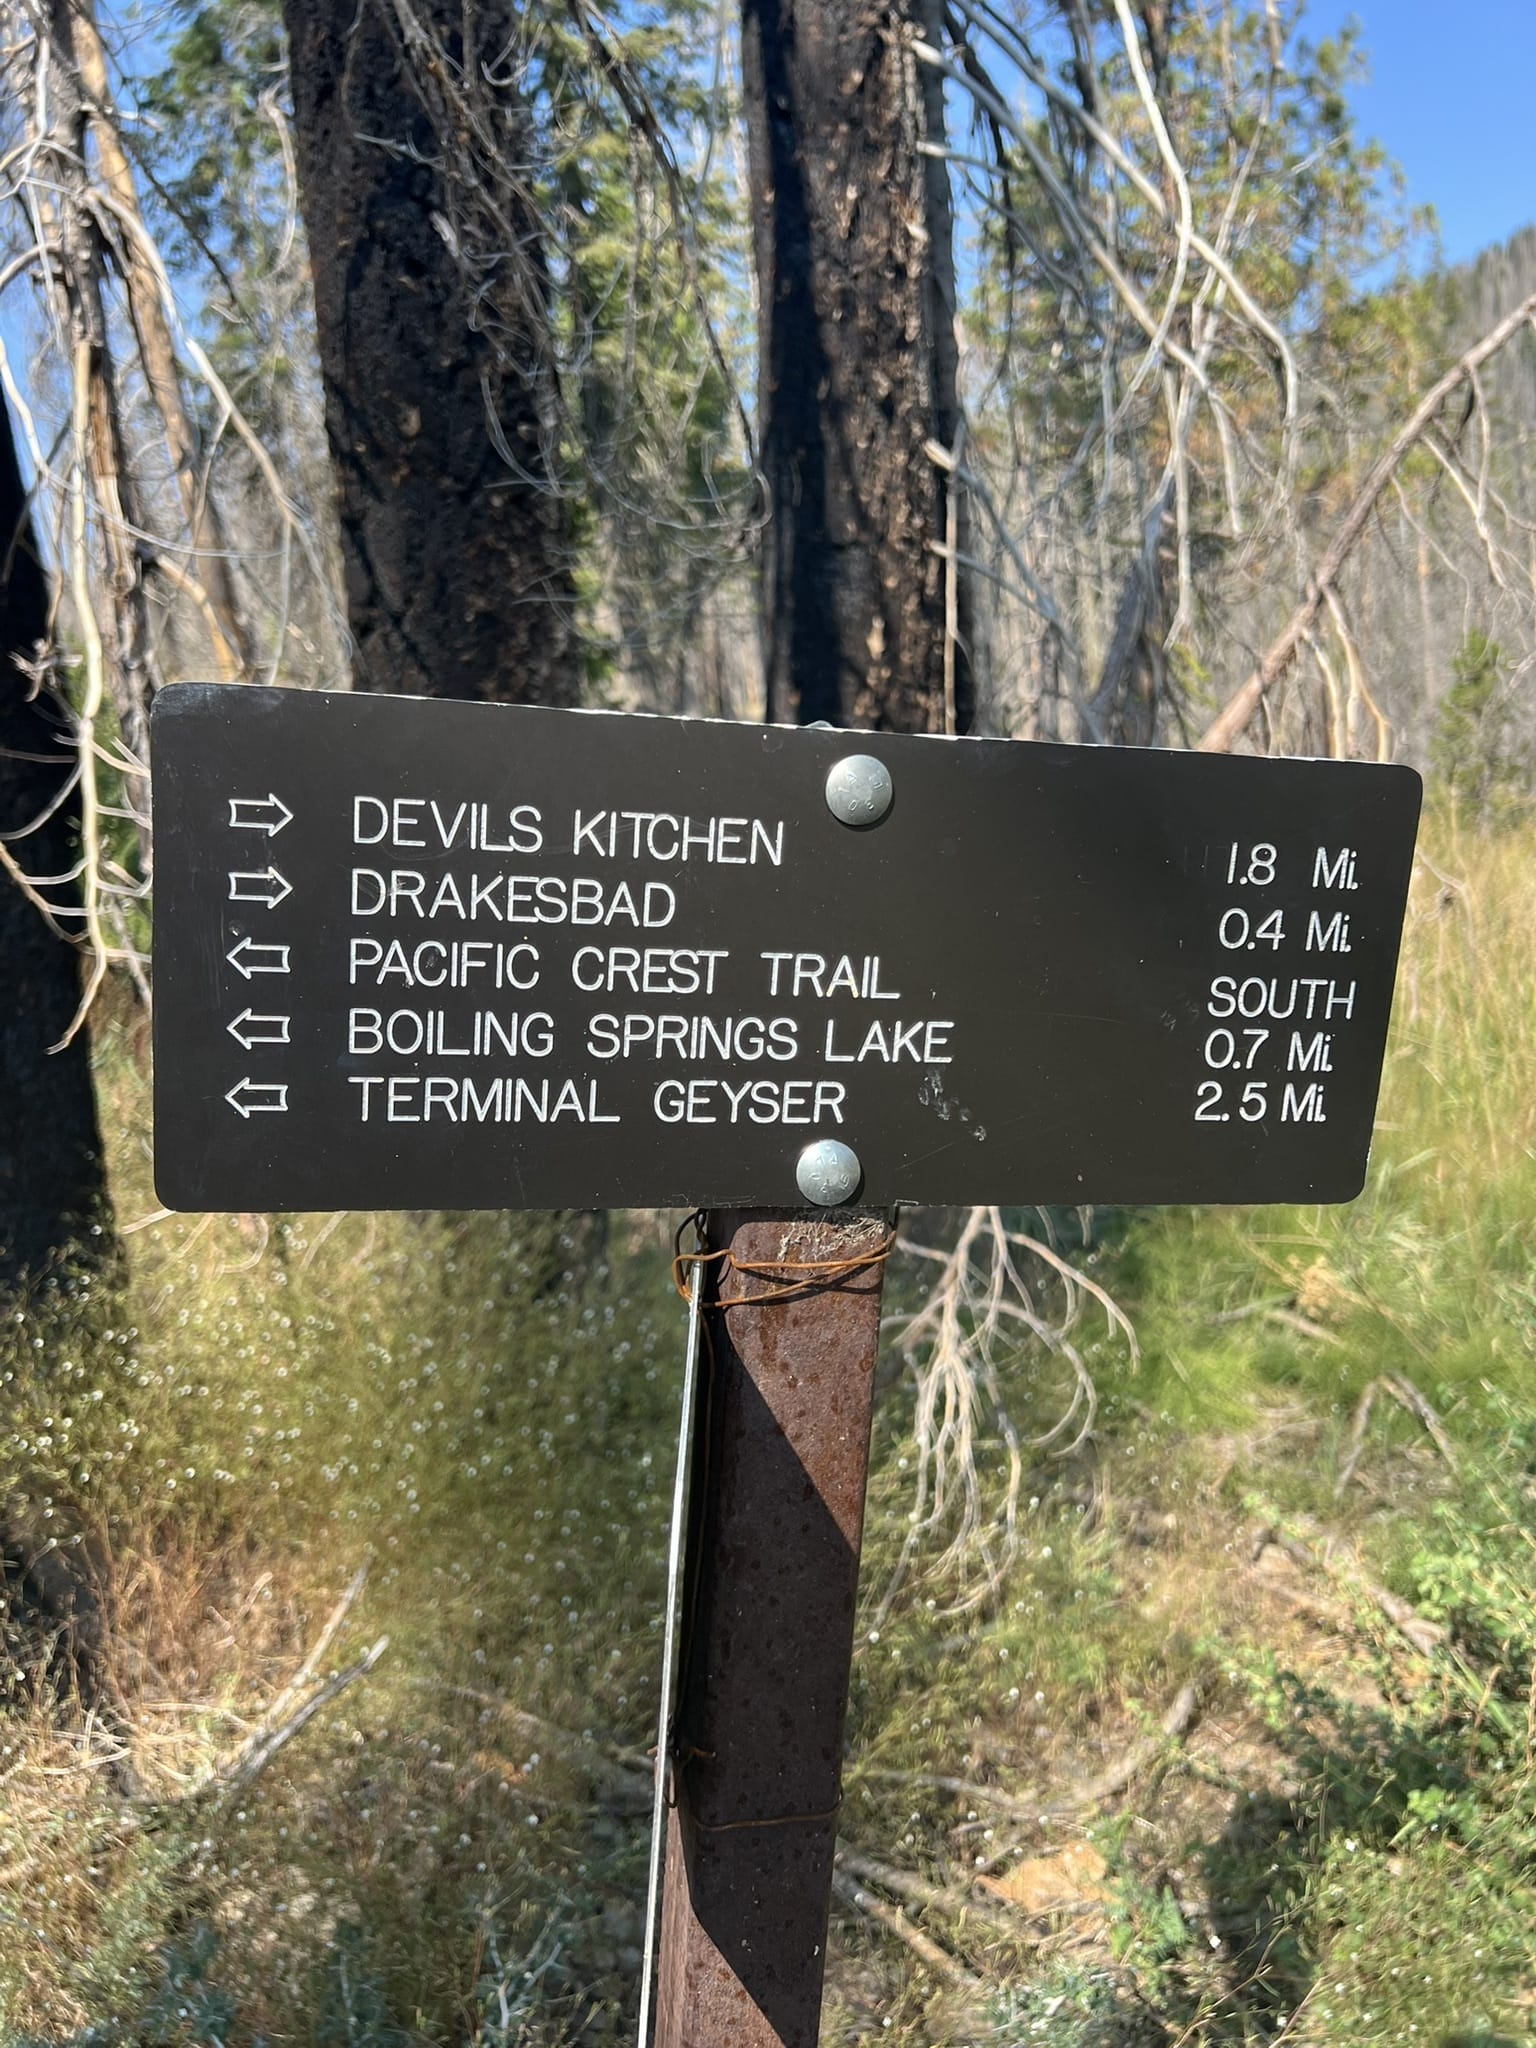 ⇨ DEVILS KITCHEN 1.8 Mi.
⇨ DRAKESBAD 0.4 Mi.
⇦ PACIFIC CREST TRAIL SOUTH
⇦ BOILING SPRINGS LAKE 0.7 Mi.
⇦ TERMINAL GEYSER 2.5 Mi.